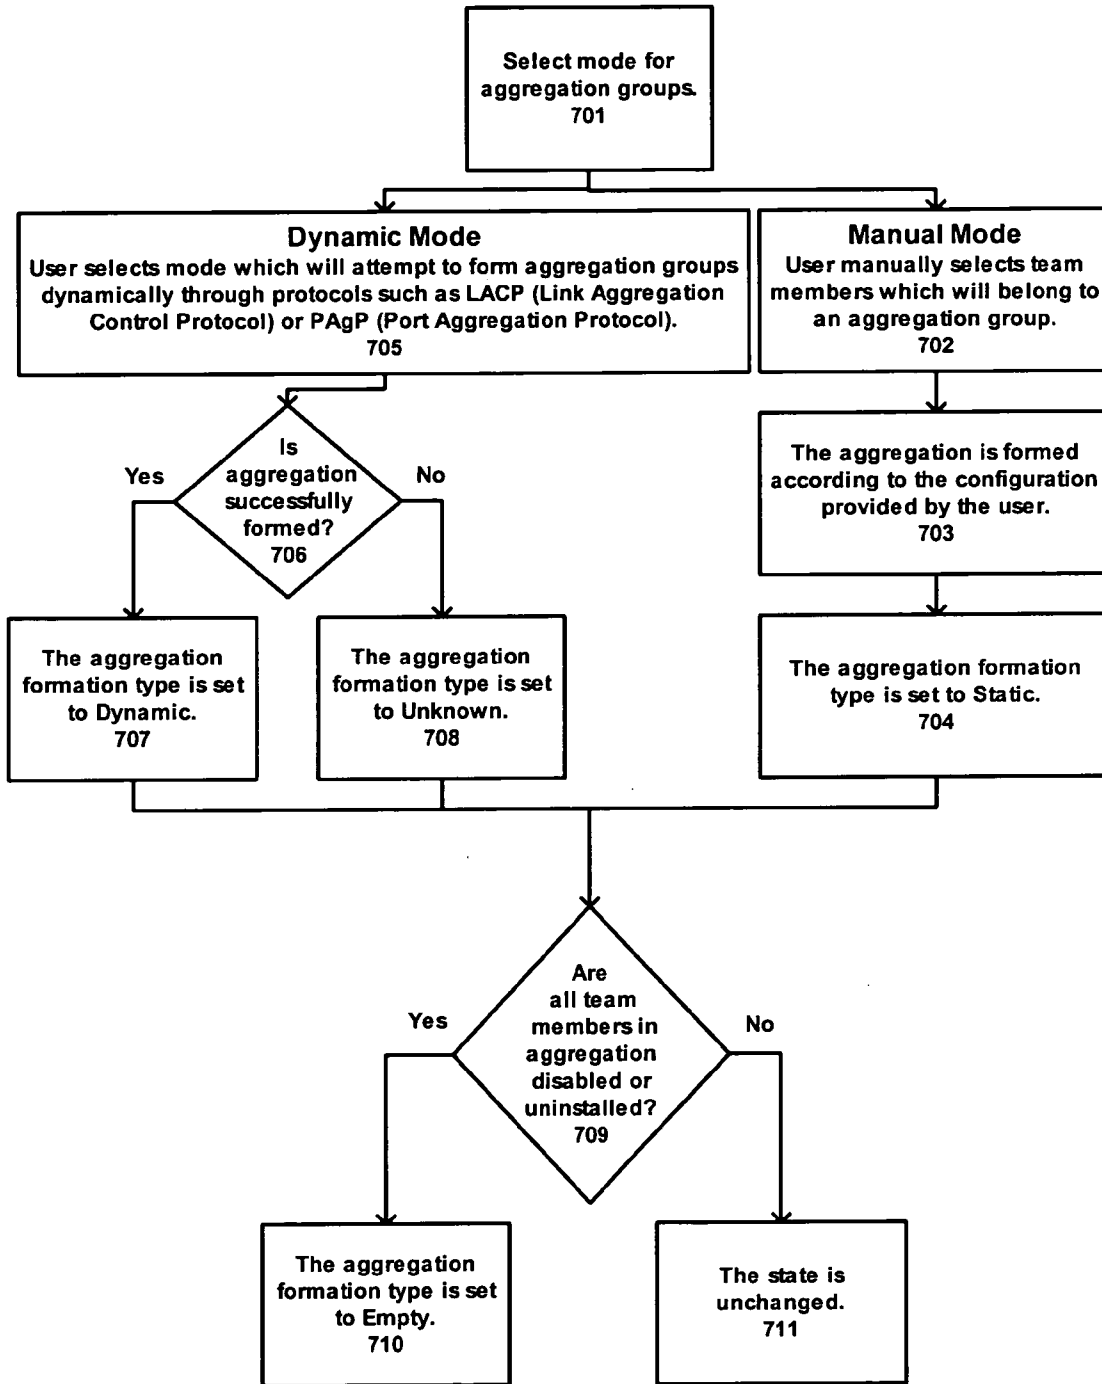 Select mode for
aggregation groups.
701
Dynamic Mode
User selects mode which will attempt to form aggregation groups
dynamically through protocols such as LACP (Link Aggregation
Control Protocol) or PAgP (Port Aggregation Protocol).
705
Manual Mode
User manually selects team
members which will belong to
an aggregation group.
702
Is
aggregation
successfully
formed?
706
Yes
No
The aggregation is formed
according to the configuration
provided by the user.
703
The aggregation
formation type is set
to Dynamic.
707
The aggregation
formation type is set
to Unknown.
708
The aggregation formation
type is set to Static.
704
Are
all team
members in
aggregation
disabled or
uninstalled?
709
Yes
No
The aggregation
formation type is set
to Empty.
710
The state is
unchanged.
711